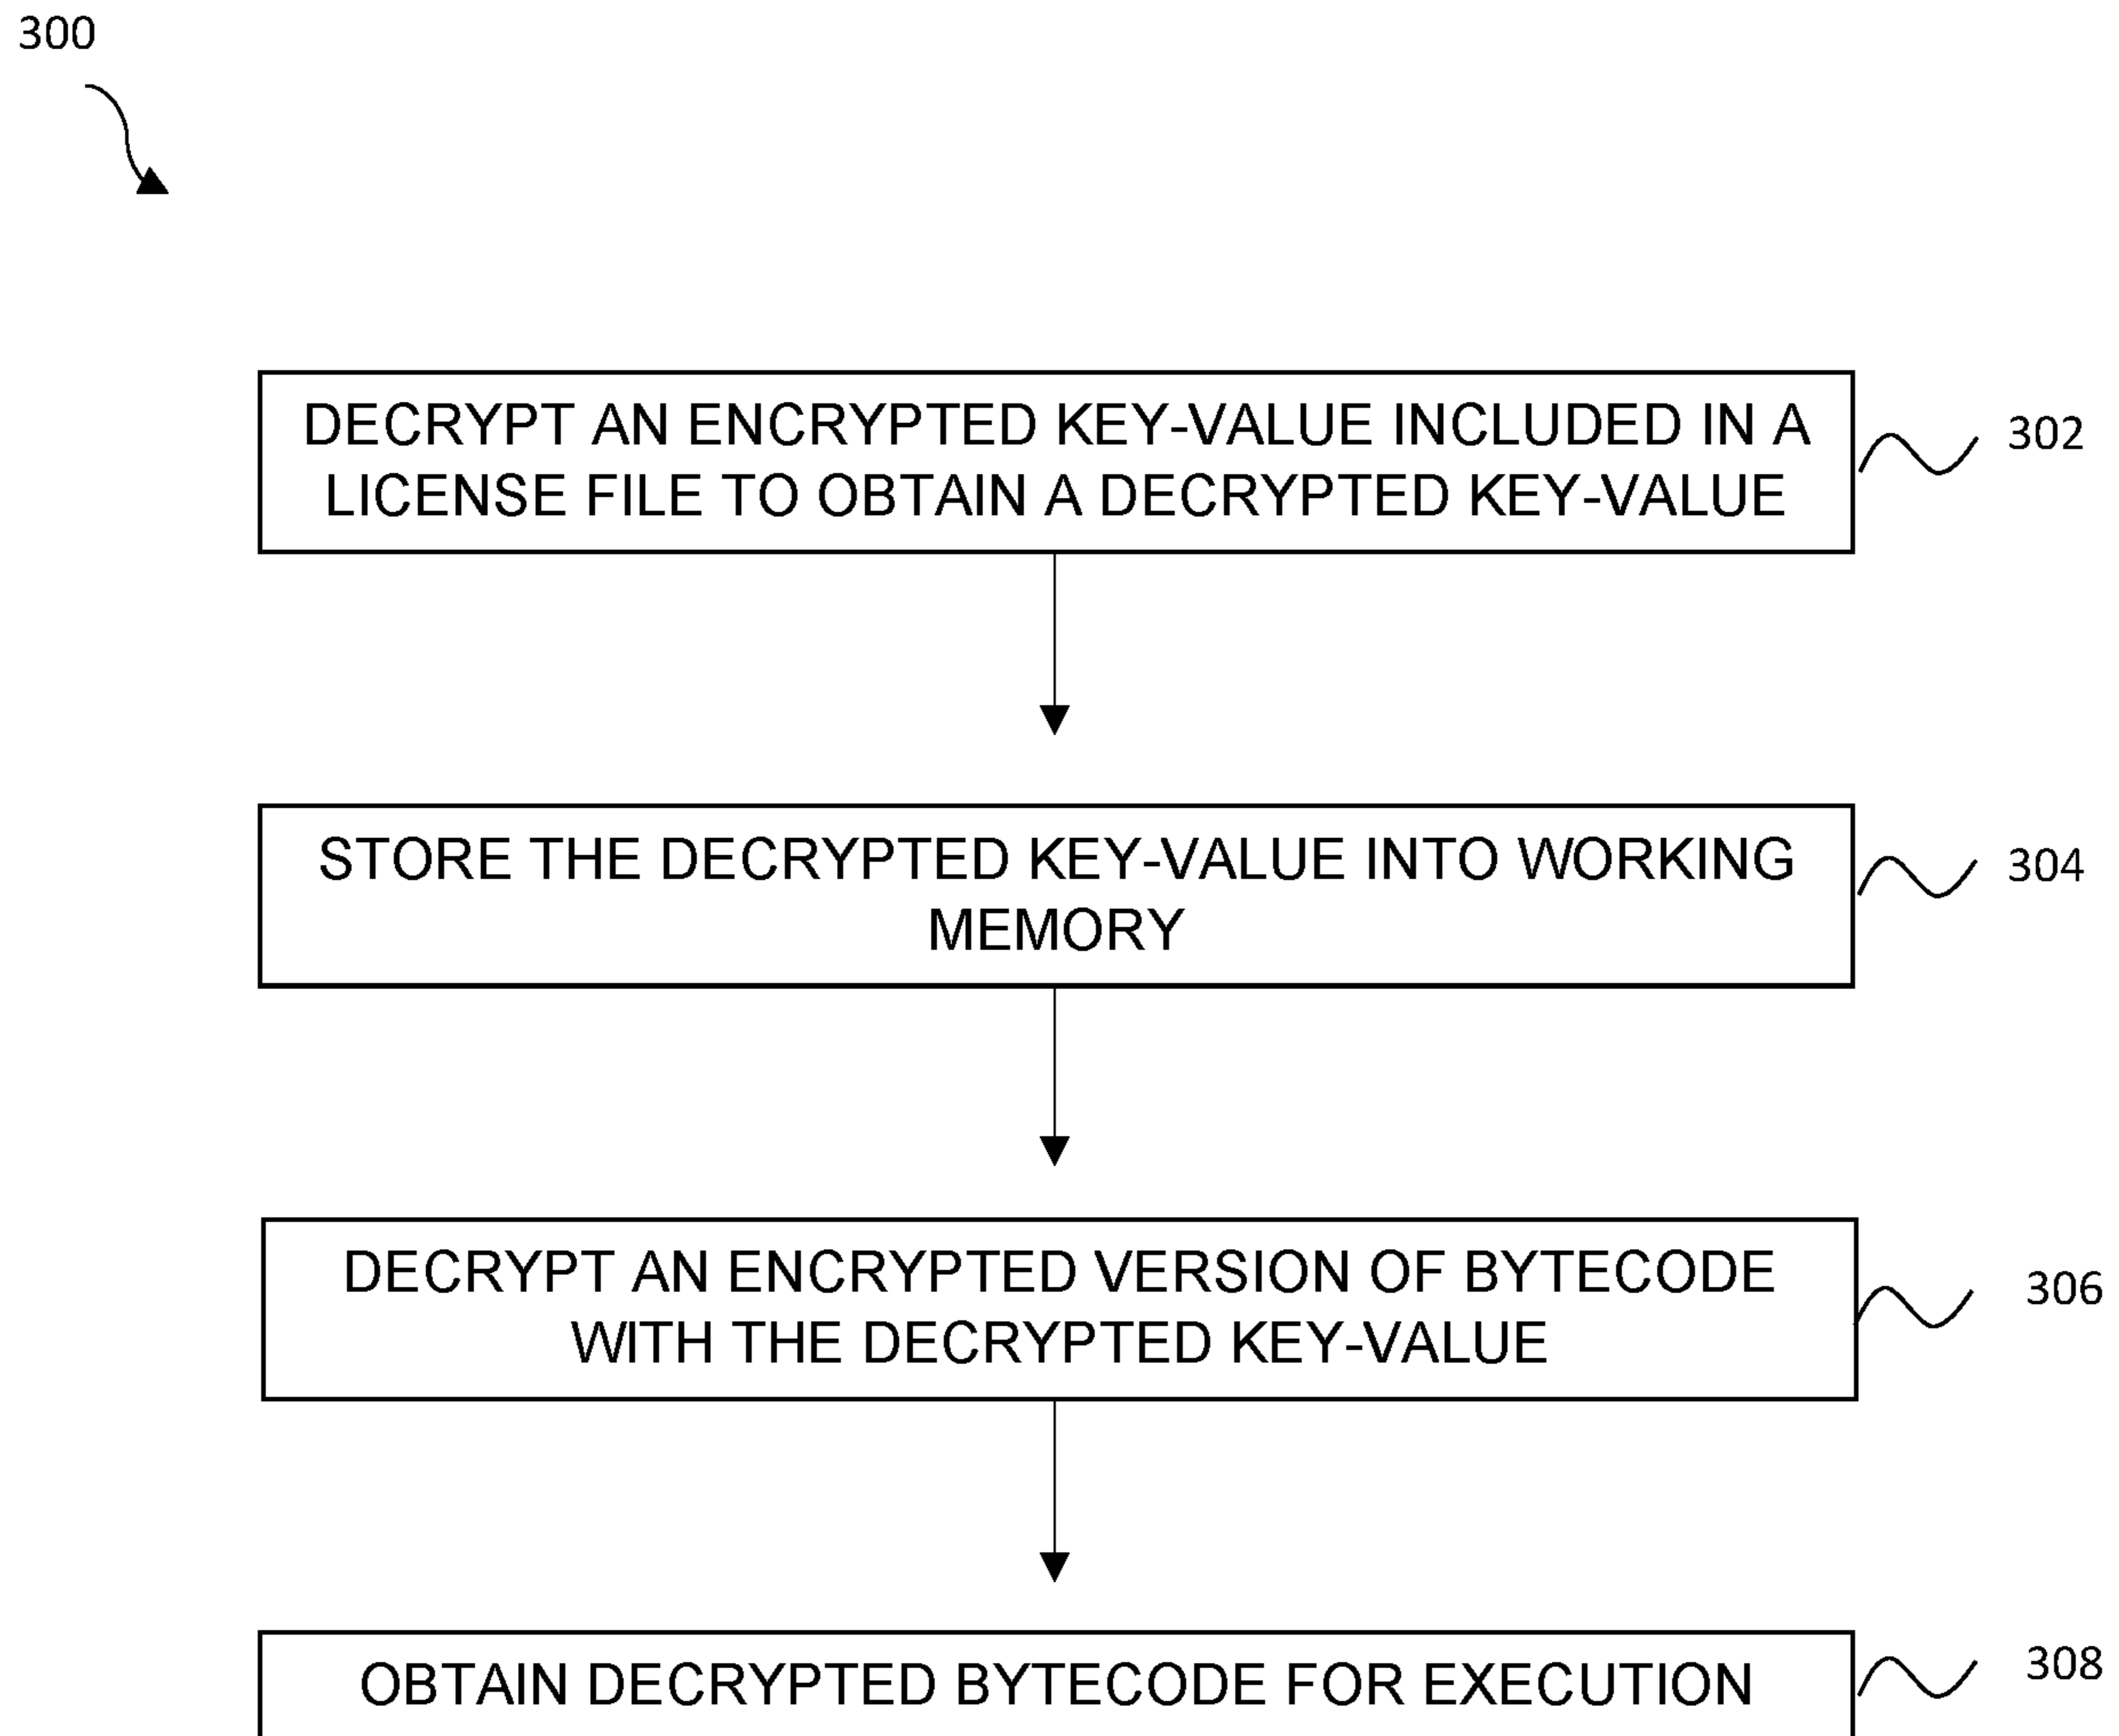 300
DECRYPT AN ENCRYPTED KEY-VALUE INCLUDED IN A
LICENSE FILE TO OBTAIN A DECRYPTED KEY-VALUE
302
STORE THE DECRYPTED KEY-VALUE INTO WORKING
MEMORY
304
DECRYPT AN ENCRYPTED VERSION OF BYTECODE
WITH THE DECRYPTED KEY-VALUE
306
OBTAIN DECRYPTED BYTECODE FOR EXECUTION
308